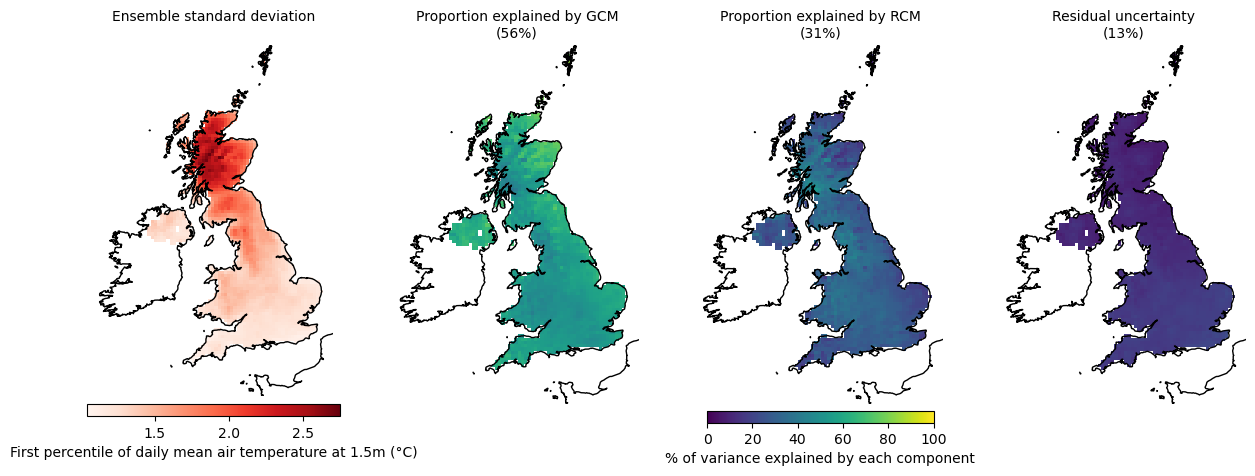 Ensemble standard deviation
Proportion explained by GCM
(56%)
Proportion explained by RCM
(31%)
Residual uncertainty
(13%)
1.5 2.0 2.5
First percentile of daily mean air temperature at 1.5m (°C)
0 20 40 60 80 100
% of variance explained by each component